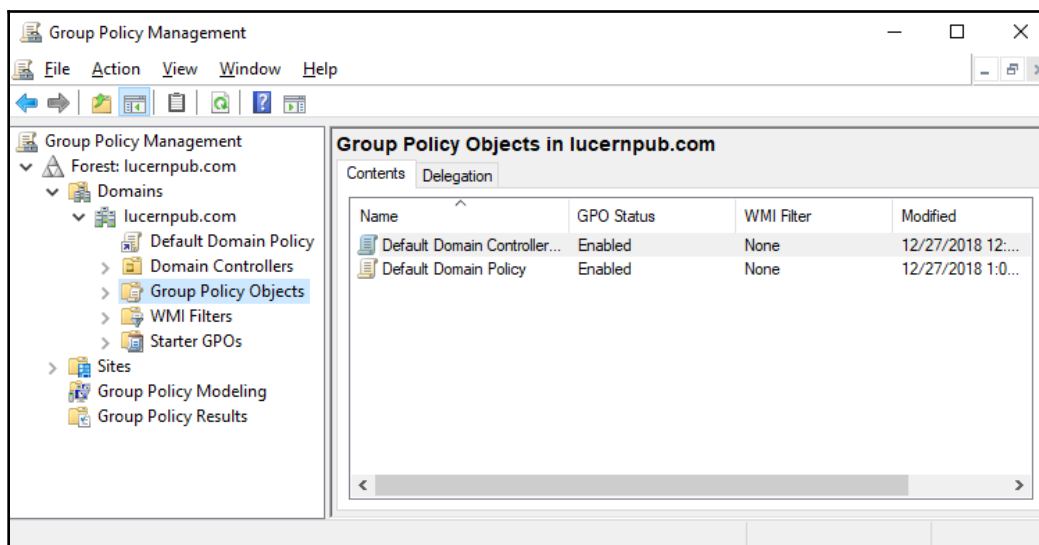 Group Policy Management
File Action View Window Help
Group Policy Management
Forest: lucernpub.com
Domains
lucernpub.com
Default Domain Policy
Domain Controllers
Group Policy Objects
WMI Filters
Starter GPOs
Sites
Group Policy Modeling
Group Policy Results
Group Policy Objects in lucernpub.com
Contents Delegation
Name GPO Status WMI Filter Modified
Default Domain Controller... Enabled None 12/27/2018 12:...
Default Domain Policy Enabled None 12/27/2018 1:0...